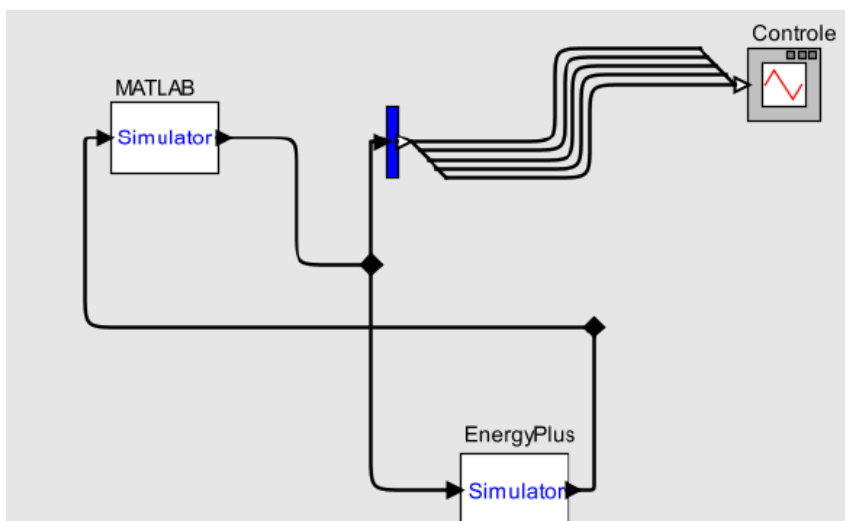 Controle
MATLAB
Simulator
EnergyPlus
Simulator